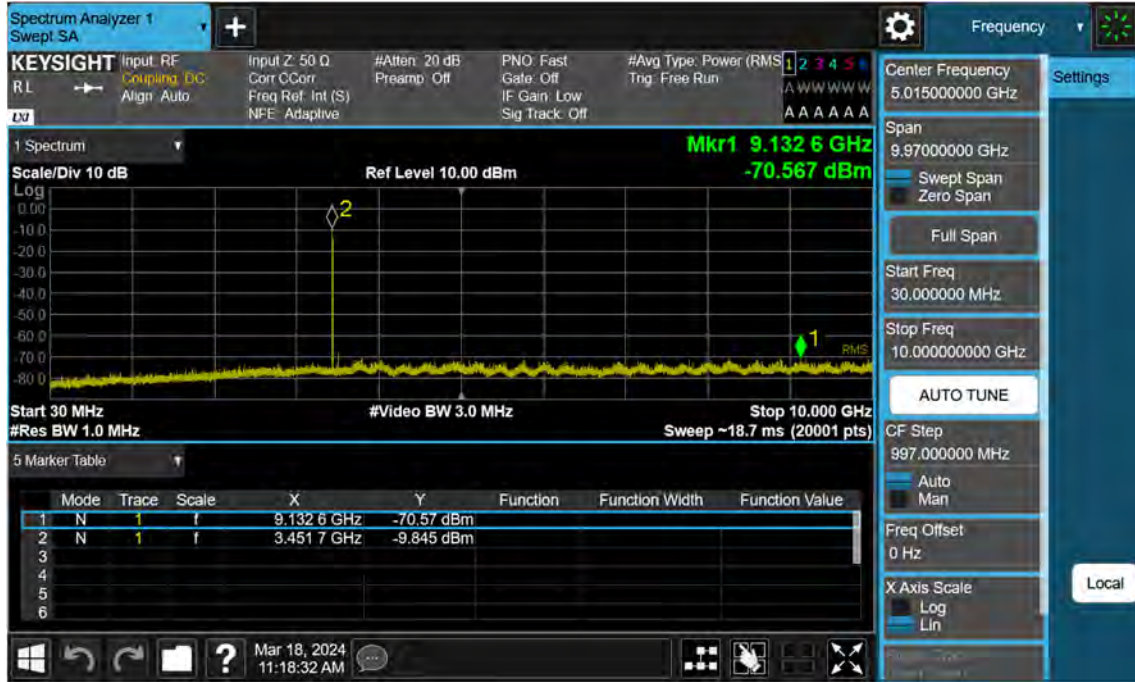 Spectrum Analyzer 1
Swept SA
+
Frequency
KEYSIGHT
RL
LXI
Input: RF
Coupling: DC
Align: Auto
Input Z: 50 Ω
Corr CCorr
Freq Ref: Int (S)
NFE: Adaptive
#Atten: 20 dB
Preamp: Off
PNO: Fast
Gate: Off
IF Gain: Low
Sig Track: Off
#Avg Type: Power (RMS
Trig: Free Run
1 2 3 4 5 6
A W W W W W
A A A A A A
1 Spectrum
Scale/Div 10 dB
Ref Level 10.00 dBm
Mkr1 9.132 6 GHz
-70.567 dBm
Log
0.00
-10.0
-20.0
-30.0
-40.0
-50.0
-60.0
-70.0
-80.0
2
1
RMS
Start 30 MHz
#Res BW 1.0 MHz
#Video BW 3.0 MHz
Stop 10.000 GHz
Sweep ~18.7 ms (20001 pts)
5 Marker Table
Mode Trace Scale X Y Function Function Width Function Value
1 N 1 f 9.132 6 GHz -70.57 dBm
2 N 1 f 3.451 7 GHz -9.845 dBm
3
4
5
6
?
Mar 18, 2024
11:18:32 AM
Center Frequency
5.015000000 GHz
Settings
Span
9.97000000 GHz
Swept Span
Zero Span
Full Span
Start Freq
30.000000 MHz
Stop Freq
10.000000000 GHz
AUTO TUNE
CF Step
997.000000 MHz
Auto
Man
Freq Offset
0 Hz
X Axis Scale
Log
Lin
Local